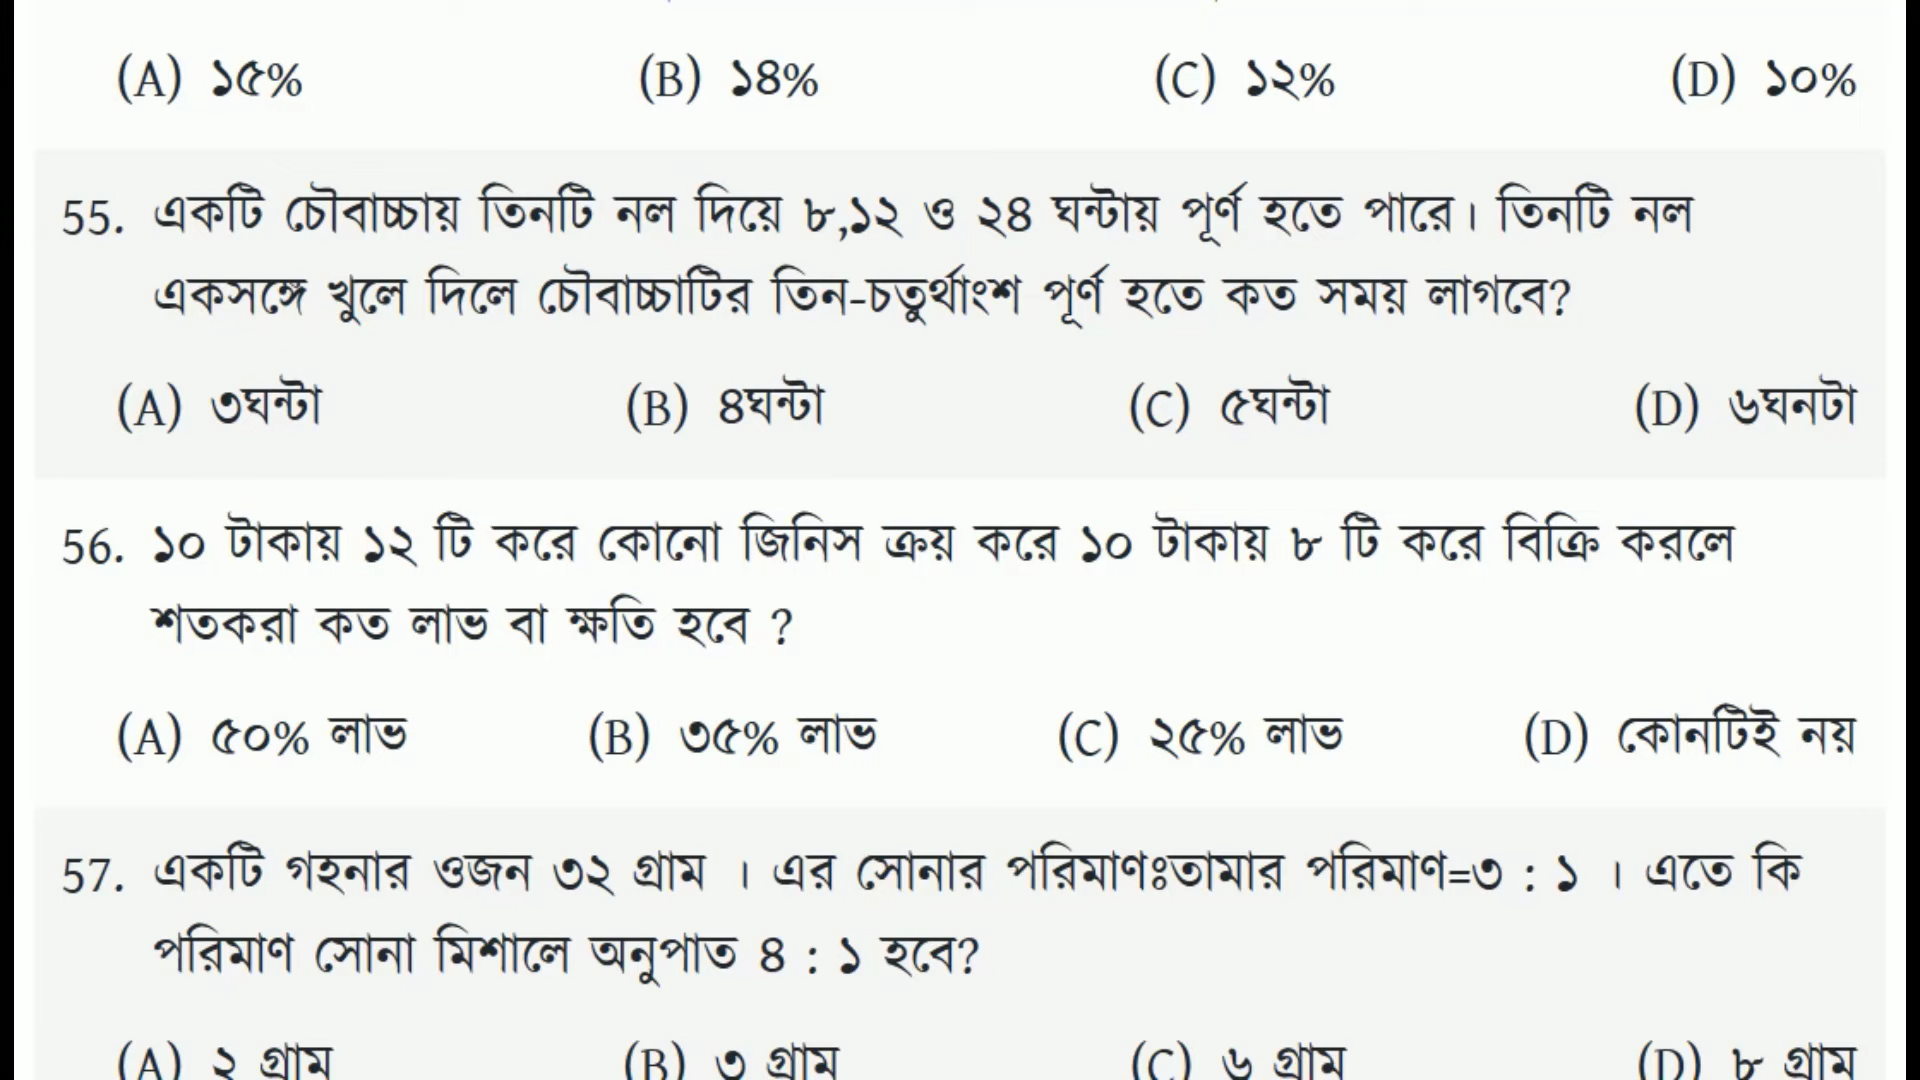 (A) ১৫% (B) ১৪% (C) ১২% (D) ১০%
55. একটি চৌবাচ্চায় তিনটি নল দিয়ে ৮,১২ ও ২৪ ঘন্টায় পূর্ণ হতে পারে। তিনটি নল
একসঙ্গে খুলে দিলে চৌবাচ্চাটির তিন-চতুর্থাংশ পূর্ণ হতে কত সময় লাগবে?
(A) ৩ঘন্টা (B) ৪ঘন্টা (C) ৫ঘন্টা (D) ৬ঘনটা
56. ১০ টাকায় ১২ টি করে কোনো জিনিস ক্রয় করে ১০ টাকায় ৮ টি করে বিক্রি করলে
শতকরা কত লাভ বা ক্ষতি হবে ?
(A) ৫০% লাভ (B) ৩৫% লাভ (C) ২৫% লাভ (D) কোনটিই নয়
57. একটি গহনার ওজন ৩২ গ্রাম । এর সোনার পরিমাণঃতামার পরিমাণ=৩ : ১ । এতে কি
পরিমাণ সোনা মিশালে অনুপাত ৪ : ১ হবে?
(A) ২ গ্রাম (B) ৩ গ্রাম (C) ৬ গ্রাম (D) ৮ গ্রাম